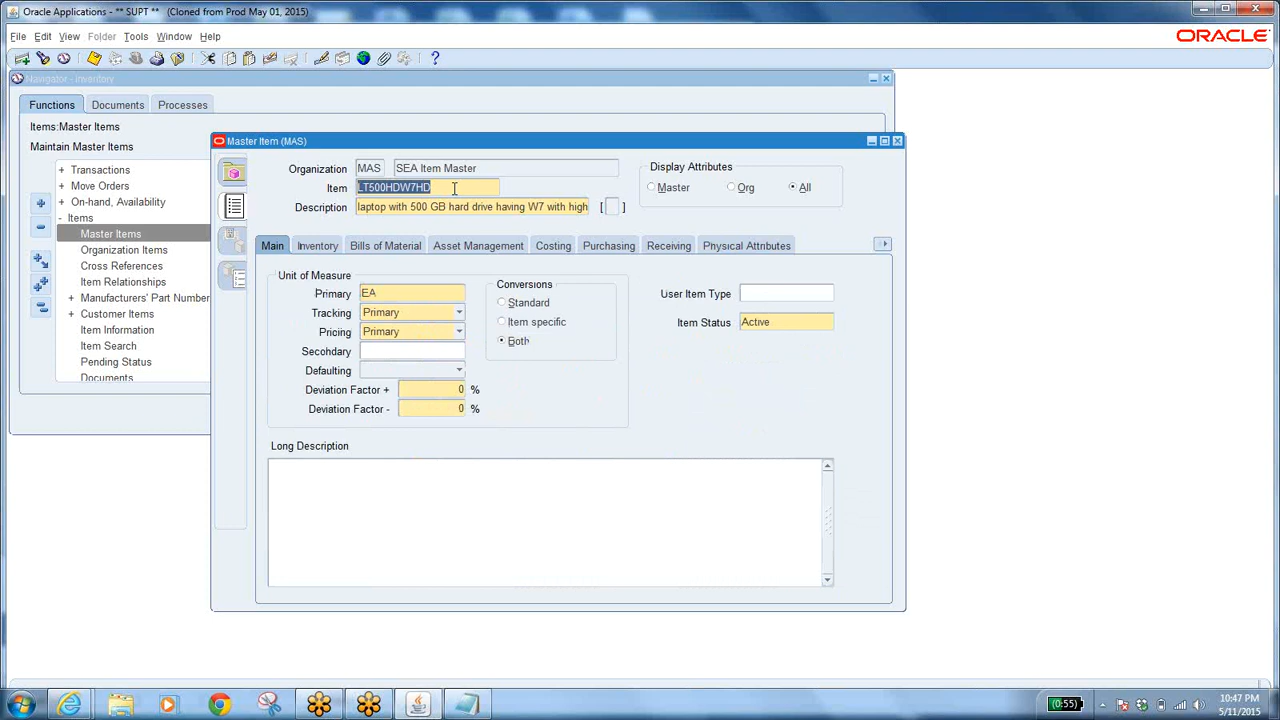 Oracle Applications - ** SUPT ** (Cloned from Prod May 01, 2015)
File Edit View Folder Tools Window Help
ORACLE
Navigator - Inventory
Functions Documents Processes
Items:Master Items
Maintain Master Items
+ Transactions
+ Move Orders
+ On-hand, Availability
- Items
Master Items
Organization Items
Cross References
Item Relationships
+ Manufacturers' Part Number
+ Customer Items
Item Information
Item Search
Pending Status
Documents
Master Item (MAS)
Organization MAS SEA Item Master
Item LT500HDW7HD
Description laptop with 500 GB hard drive having W7 with high [ ]
Display Attributes
Master Org All
Main Inventory Bills of Material Asset Management Costing Purchasing Receiving Physical Attributes
Unit of Measure
Primary EA
Tracking Primary
Pricing Primary
Secondary
Defaulting
Deviation Factor + 0 %
Deviation Factor - 0 %
Conversions
Standard
Item specific
Both
User Item Type
Item Status Active
Long Description
(0:55)
10:47 PM
5/11/2015